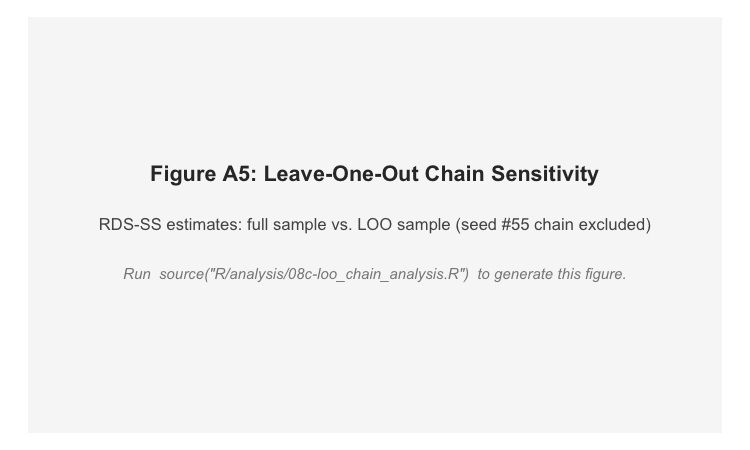 Figure A5: Leave-One-Out Chain Sensitivity
RDS-SS estimates: full sample vs. LOO sample (seed #55 chain excluded)
Run  source("R/analysis/08c-loo_chain_analysis.R")  to generate this figure.